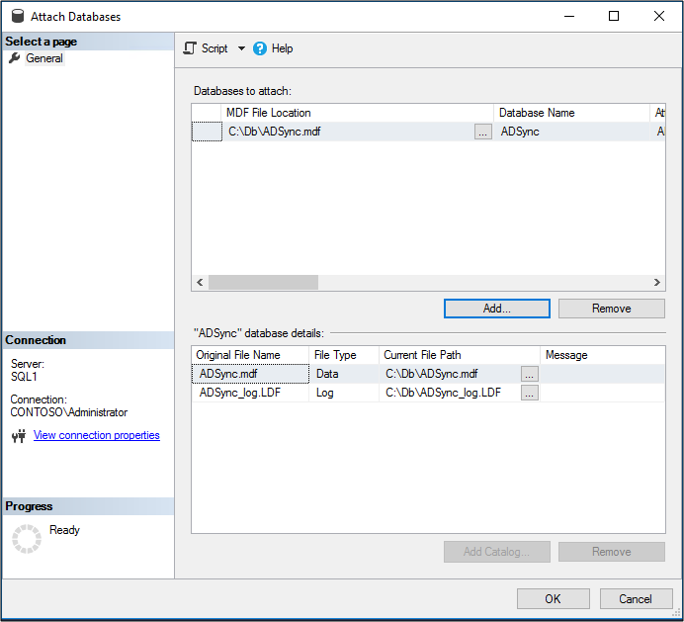 Attach Databases
Select a page
General
Script Help
Databases to attach:
MDF File Location Database Name At
C:\Db\ADSync.mdf ... ADSync A
Add... Remove
"ADSync" database details:
Original File Name File Type Current File Path Message
ADSync.mdf Data C:\Db\ADSync.mdf ...
ADSync_log.LDF Log C:\Db\ADSync_log.LDF ...
Add Catalog... Remove
Connection
Server:
SQL1
Connection:
CONTOSO\Administrator
View connection properties
Progress
Ready
OK Cancel